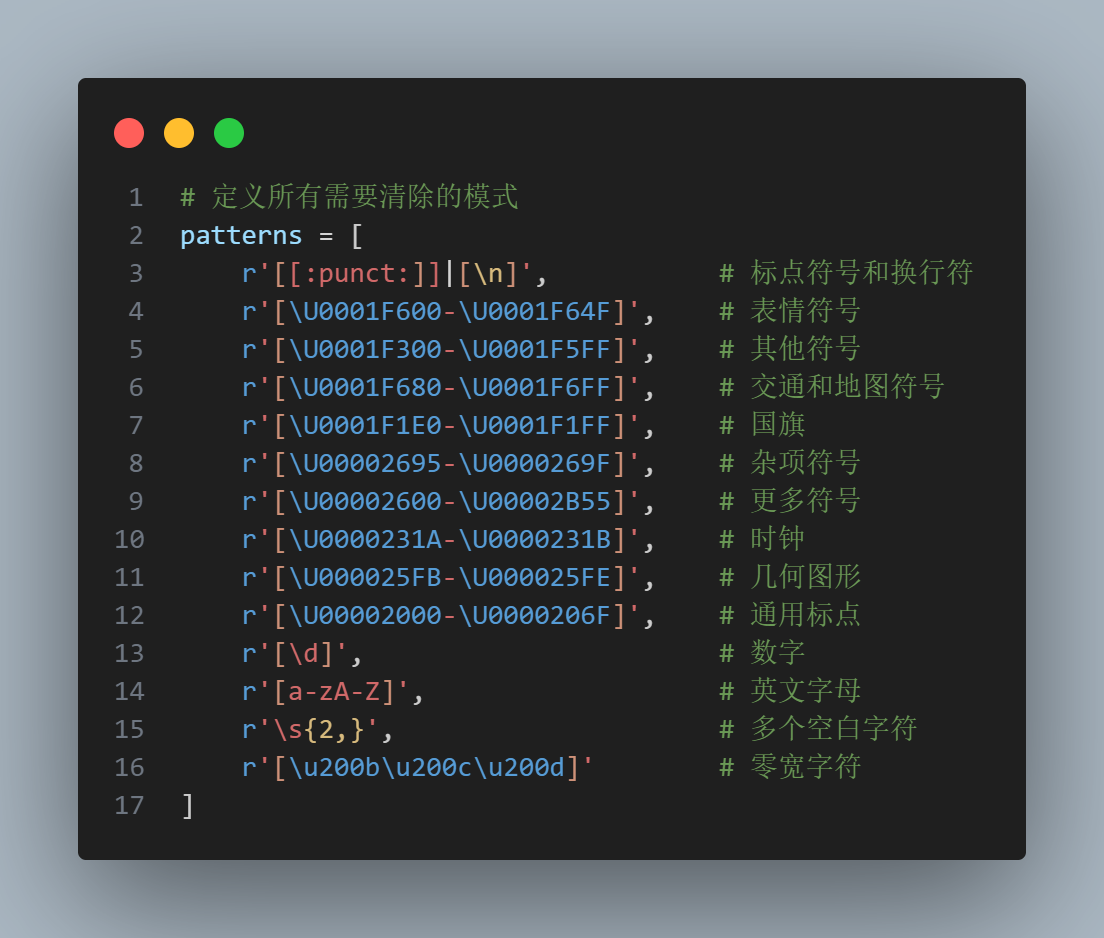 1 # 定义所有需要清除的模式
2 patterns = [
3     r'[[:punct:]]|[\n]',           # 标点符号和换行符
4     r'[\U0001F600-\U0001F64F]',    # 表情符号
5     r'[\U0001F300-\U0001F5FF]',    # 其他符号
6     r'[\U0001F680-\U0001F6FF]',    # 交通和地图符号
7     r'[\U0001F1E0-\U0001F1FF]',    # 国旗
8     r'[\U00002695-\U0000269F]',    # 杂项符号
9     r'[\U00002600-\U00002B55]',    # 更多符号
10     r'[\U0000231A-\U0000231B]',    # 时钟
11     r'[\U000025FB-\U000025FE]',    # 几何图形
12     r'[\U00002000-\U0000206F]',    # 通用标点
13     r'[\d]',                       # 数字
14     r'[a-zA-Z]',                   # 英文字母
15     r'\s{2,}',                     # 多个空白字符
16     r'[\u200b\u200c\u200d]'        # 零宽字符
17 ]